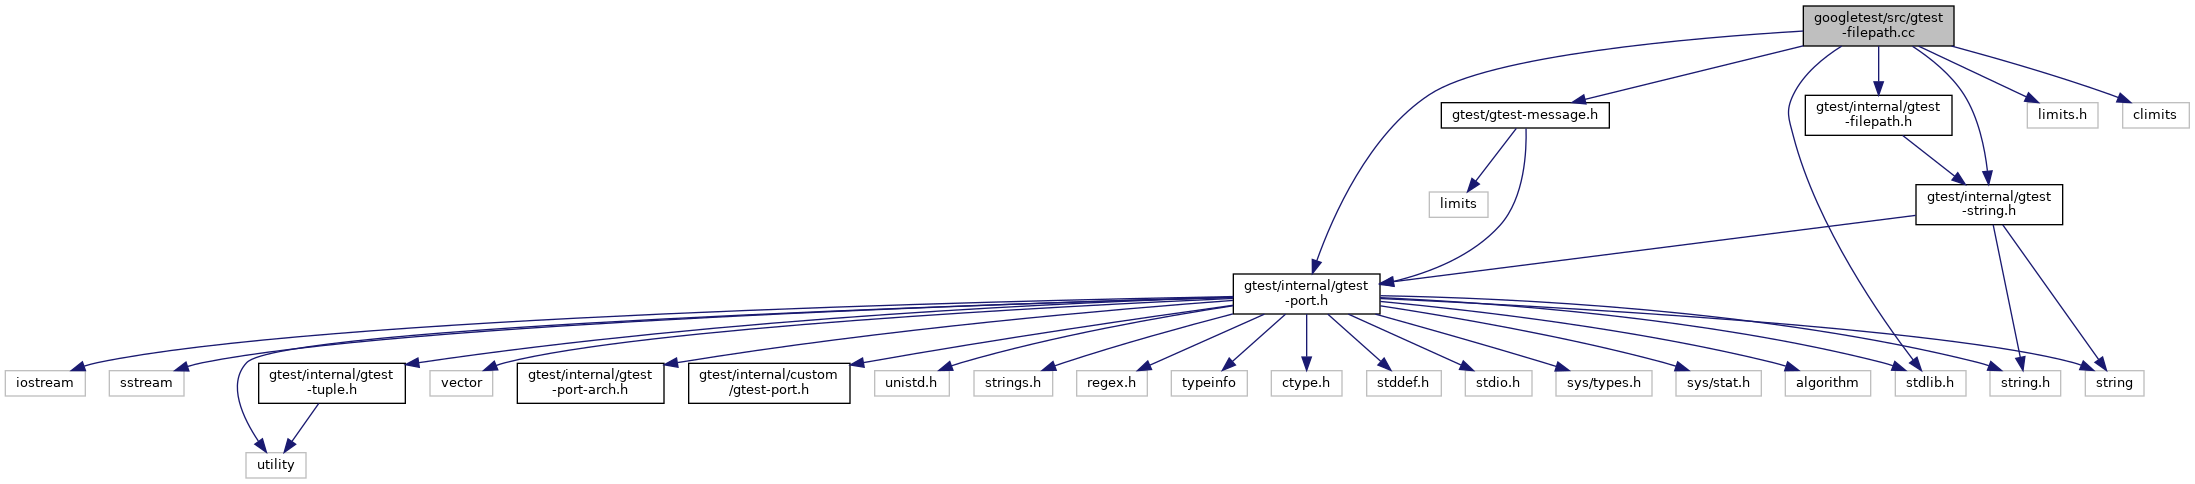 googletest/src/gtest
-filepath.cc
gtest/gtest-message.h
gtest/internal/gtest
-filepath.h
limits.h
climits
limits
gtest/internal/gtest
-string.h
gtest/internal/gtest
-port.h
iostream
sstream
gtest/internal/gtest
-tuple.h
vector
gtest/internal/gtest
-port-arch.h
gtest/internal/custom
/gtest-port.h
unistd.h
strings.h
regex.h
typeinfo
ctype.h
stddef.h
stdio.h
sys/types.h
sys/stat.h
algorithm
stdlib.h
string.h
string
utility